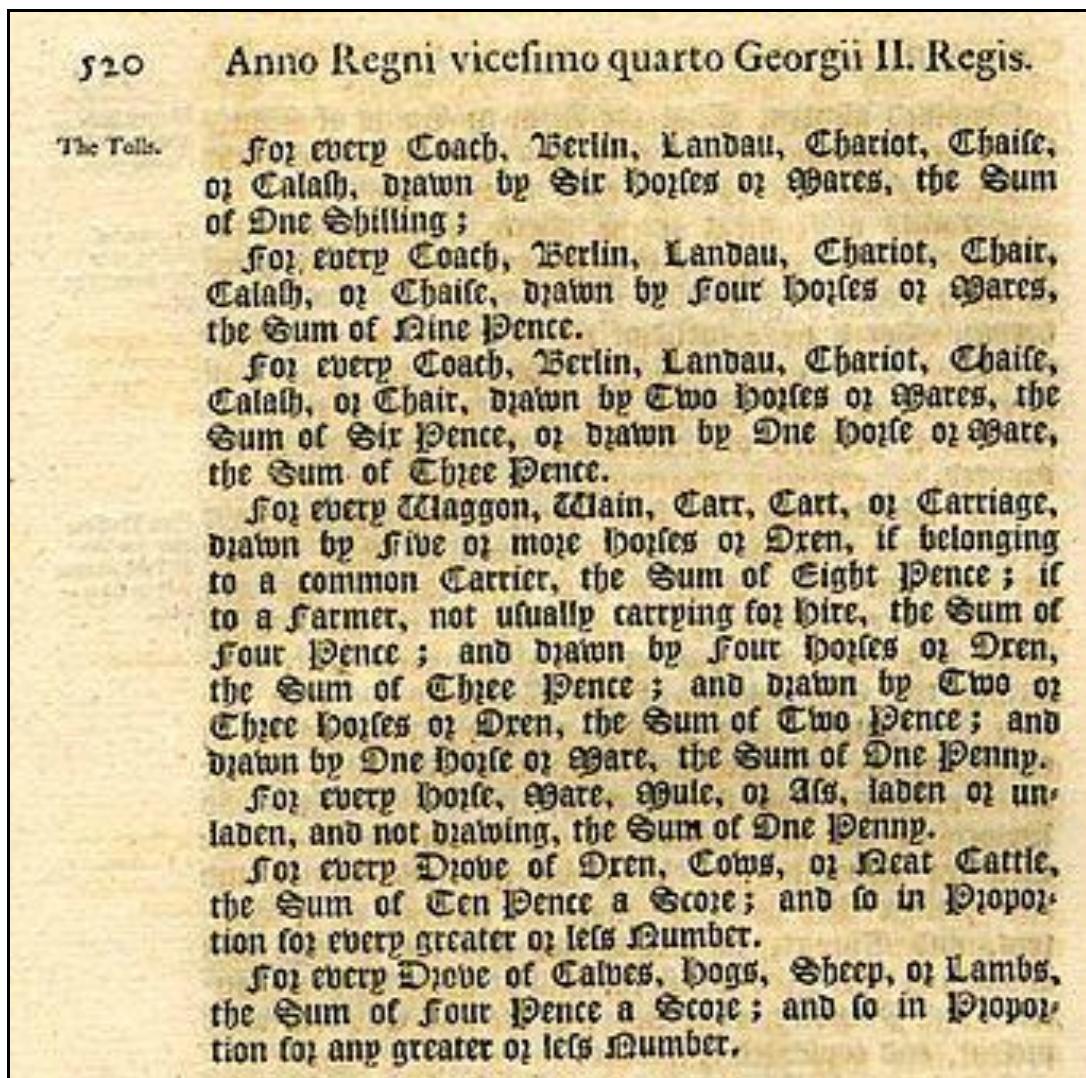 520 Anno Regni vicesimo quarto Georgii II. Regis.
The Tolls.
For every Coach, Berlin, Landau, Chariot, Chaise,
or Calash, drawn by Six Horses or Mares, the Sum
of One Shilling;
For every Coach, Berlin, Landau, Chariot, Chair,
Calash, or Chaise, drawn by Four Horses or Mares,
the Sum of Nine Pence.
For every Coach, Berlin, Landau, Chariot, Chaise,
Calash, or Chair, drawn by Two Horses or Mares, the
Sum of Six Pence, or drawn by One Horse or Mare,
the Sum of Three Pence.
For every Waggon, Wain, Carr, Cart, or Carriage,
drawn by Five or more Horses or Oxen, if belonging
to a common Carrier, the Sum of Eight Pence; if
to a Farmer, not usually carrying for Hire, the Sum of
Four Pence; and drawn by Four Horses or Oxen,
the Sum of Three Pence; and drawn by Two or
Three Horses or Oxen, the Sum of Two Pence; and
drawn by One Horse or Mare, the Sum of One Penny.
For every Horse, Mare, Mule, or Ass, laden or un-
laden, and not drawing, the Sum of One Penny.
For every Drove of Oxen, Cows, or Neat Cattle,
the Sum of Ten Pence a Score; and so in Propor-
tion for every greater or less Number.
For every Drove of Calves, Hogs, Sheep, or Lambs,
the Sum of Four Pence a Score; and so in Propor-
tion for any greater or less Number.